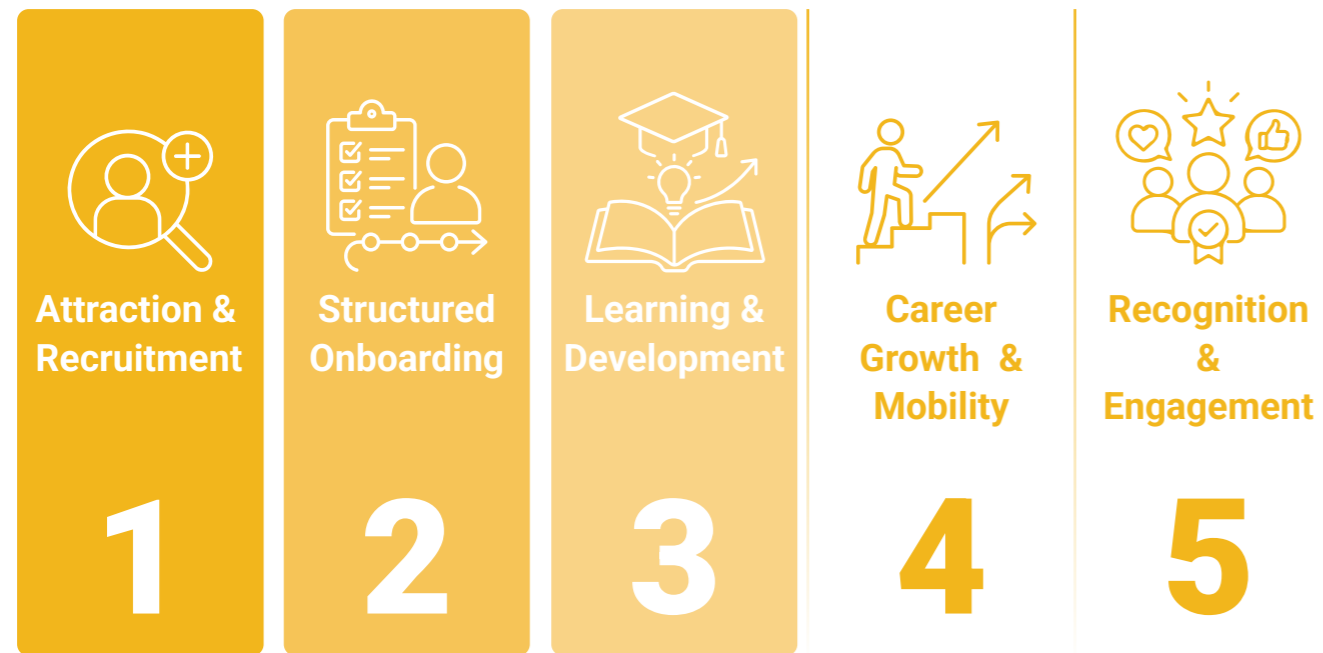 Attraction &
Recruitment
1
Structured
Onboarding
2
Learning &
Development
3
Career
Growth &
Mobility
4
Recognition
&
Engagement
5